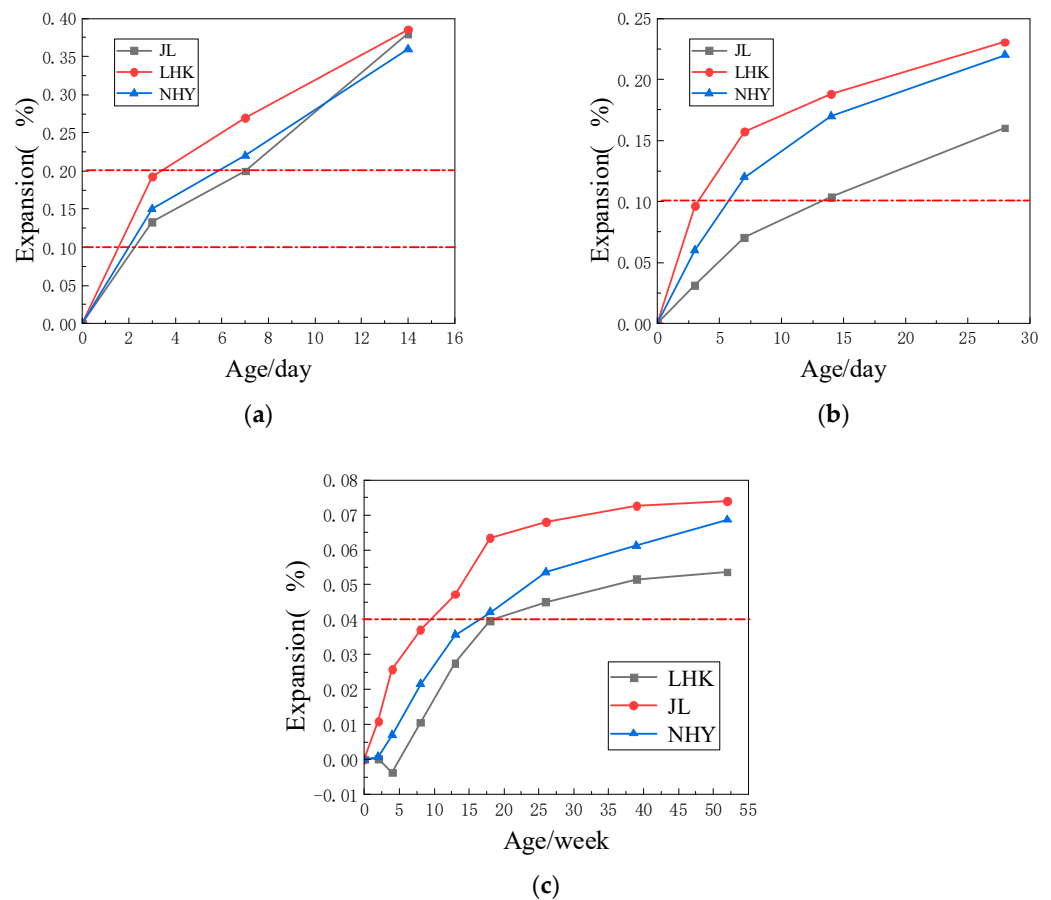 0.40
0.35
0.30
0.25
0.20
0.15
0.10
0.05
0.00
Expansion( %)
JL
LHK
NHY
0 2 4 6 8 10 12 14 16
Age/day
(a)
0.25
0.20
0.15
0.10
0.05
0.00
Expansion( %)
JL
LHK
NHY
0 5 10 15 20 25 30
Age/day
(b)
0.08
0.07
0.06
0.05
0.04
0.03
0.02
0.01
0.00
-0.01
Expansion( %)
LHK
JL
NHY
0 5 10 15 20 25 30 35 40 45 50 55
Age/week
(c)